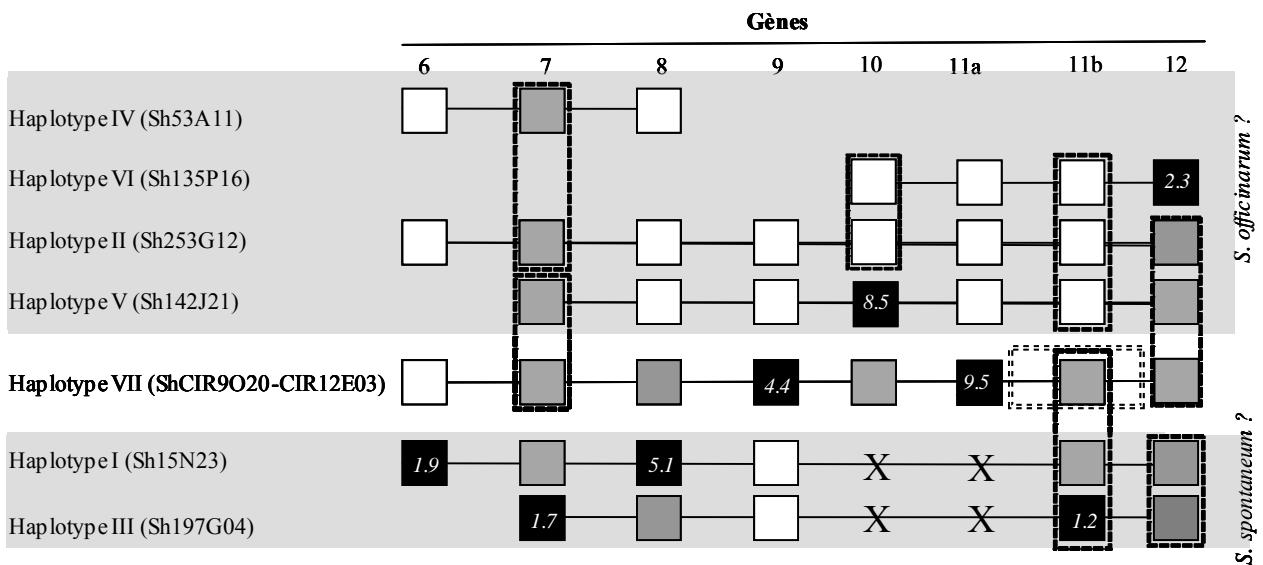 Gènes
6 7 8 9 10 11a 11b 12
Haplotype IV (Sh53A11)
Haplotype VI (Sh135P16) 2.3
Haplotype II (Sh253G12)
Haplotype V (Sh142J21) 8.5
S. officinarum ?
Haplotype VII (ShCIR9O20-CIR12E03) 4.4 9.5
Haplotype I (Sh15N23) 1.9 5.1 X X
Haplotype III (Sh197G04) 1.7 X X 1.2
S. spontaneum ?